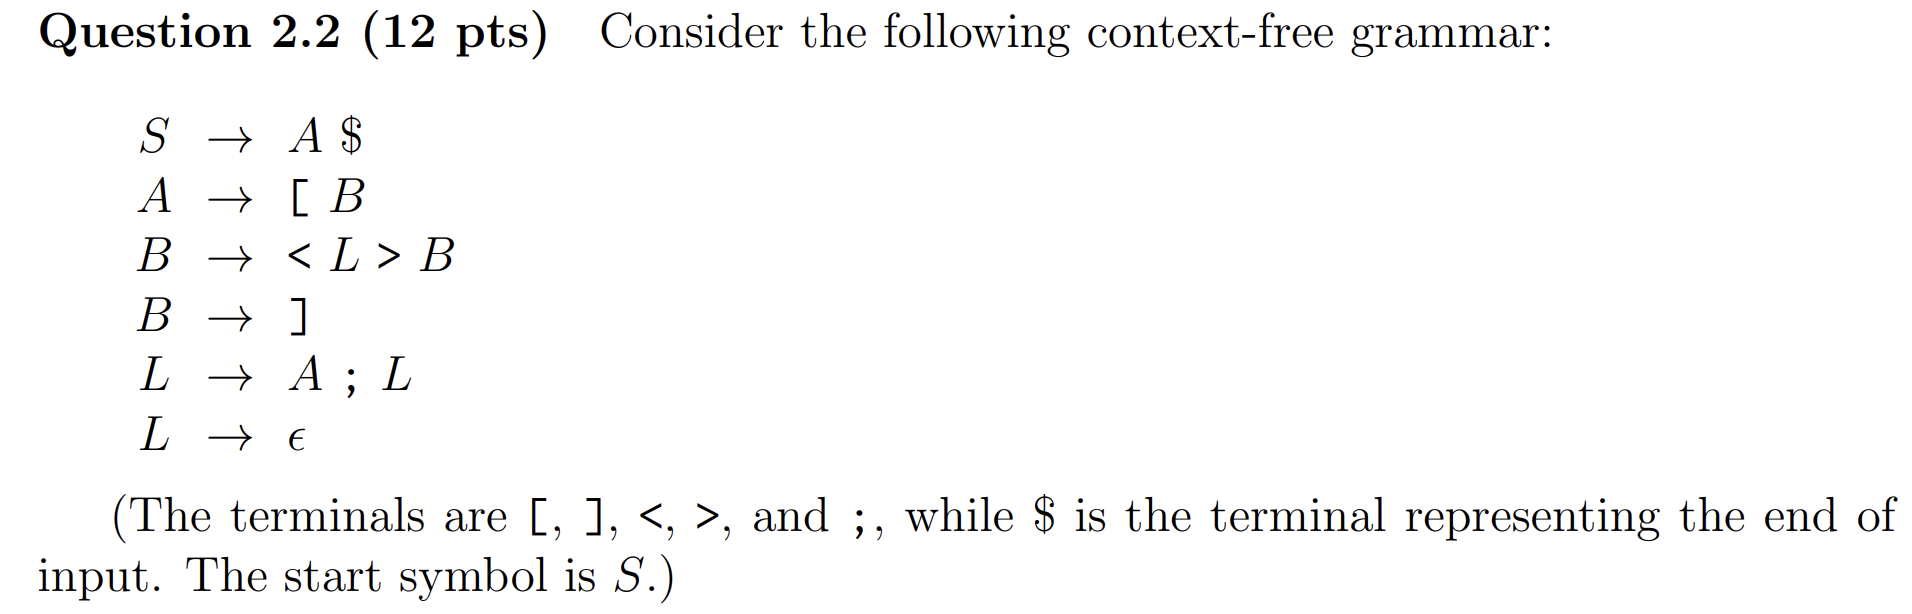 Question 2.2 (12 pts) Consider the following context-free grammar:
S → A $
A → [ B
B → < L > B
B → ]
L → A ; L
L → ϵ
(The terminals are [, ], <, >, and ;, while $ is the terminal representing the end of
input. The start symbol is S.)